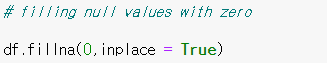 # filling null values with zero
df.fillna(0,inplace = True)